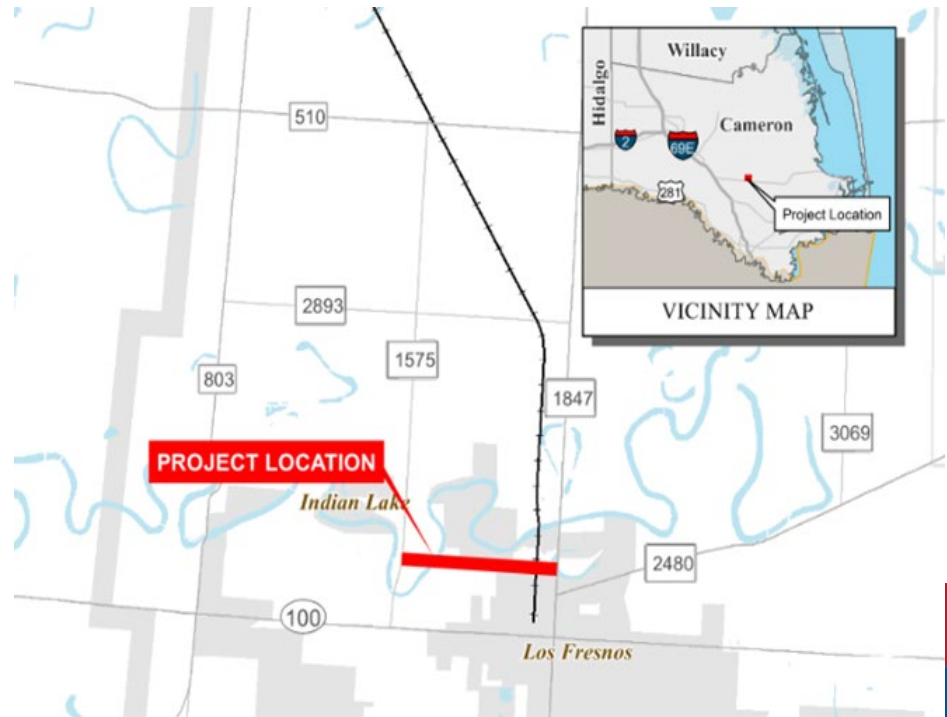 510
2893
1575
803
1847
3069
PROJECT LOCATION
Indian Lake
2480
100
Los Fresnos
Willacy
Hidalgo
Cameron
2
69E
281
Project Location
VICINITY MAP